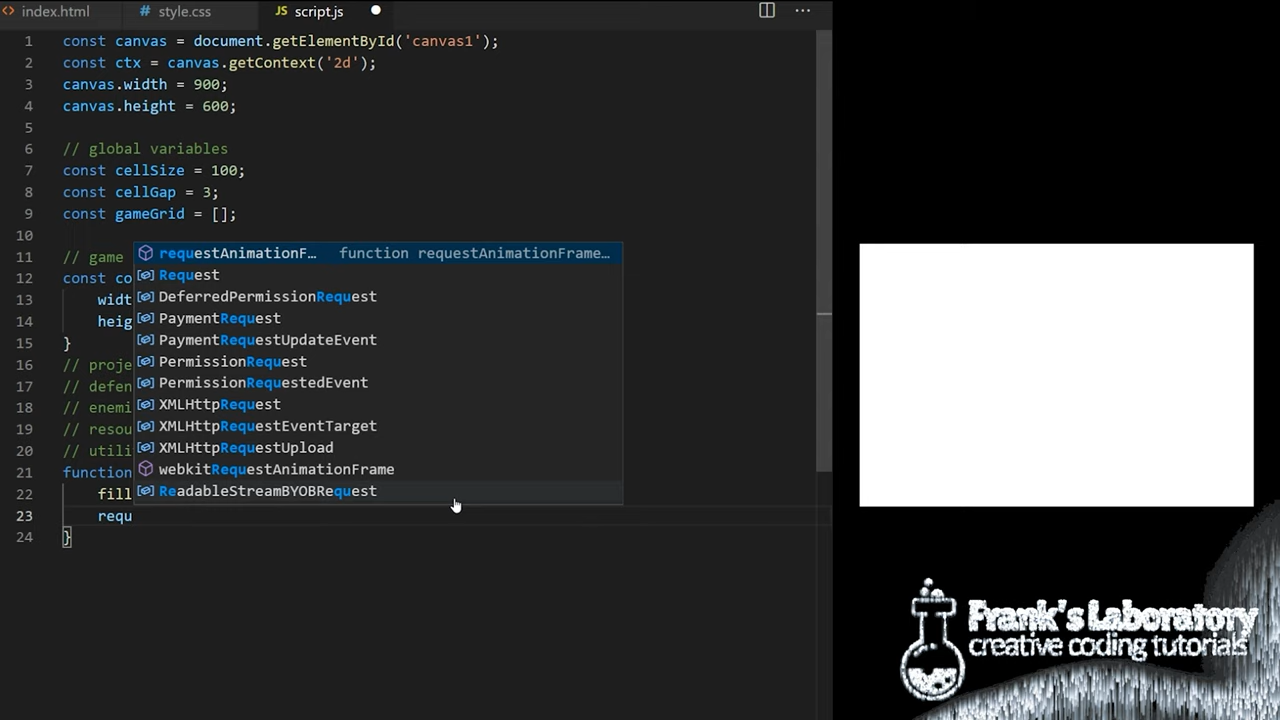 index.html
# style.css
JS script.js
1 const canvas = document.getElementById('canvas1');
2 const ctx = canvas.getContext('2d');
3 canvas.width = 900;
4 canvas.height = 600;
5
6 // global variables
7 const cellSize = 100;
8 const cellGap = 3;
9 const gameGrid = [];
10
11 // game
12 const co
13 widt
14 heig
15 }
16 // proje
17 // defen
18 // enemi
19 // resou
20 // utili
21 function
22 fill
23 requ
24 }
requestAnimationF… function requestAnimationFrame…
Request
DeferredPermissionRequest
PaymentRequest
PaymentRequestUpdateEvent
PermissionRequest
PermissionRequestedEvent
XMLHttpRequest
XMLHttpRequestEventTarget
XMLHttpRequestUpload
webkitRequestAnimationFrame
ReadableStreamBYOBRequest
Frank's Laboratory
creative coding tutorials